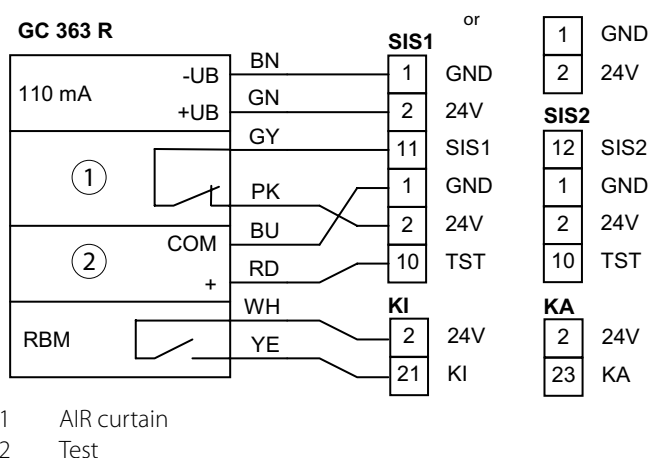 or
GC 363 R
SIS1
1 GND
BN
-UB
1 GND
2 24V
110 mA
GN
+UB
2 24V
SIS2
GY
11 SIS1
12 SIS2
1
PK
1 GND
1 GND
BU
2 24V
2 24V
COM
2
RD
10 TST
10 TST
+
WH
KI
KA
RBM
2 24V
2 24V
YE
21 KI
23 KA
1 AIR curtain
2 Test